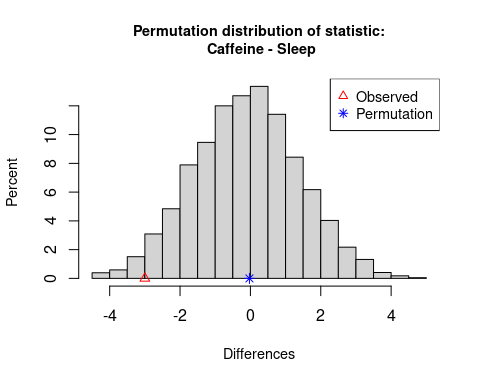 Permutation distribution of statistic:
Caffeine - Sleep
Observed
Permutation
Percent
10
8
6
4
2
0
-4
-2
0
2
4
Differences